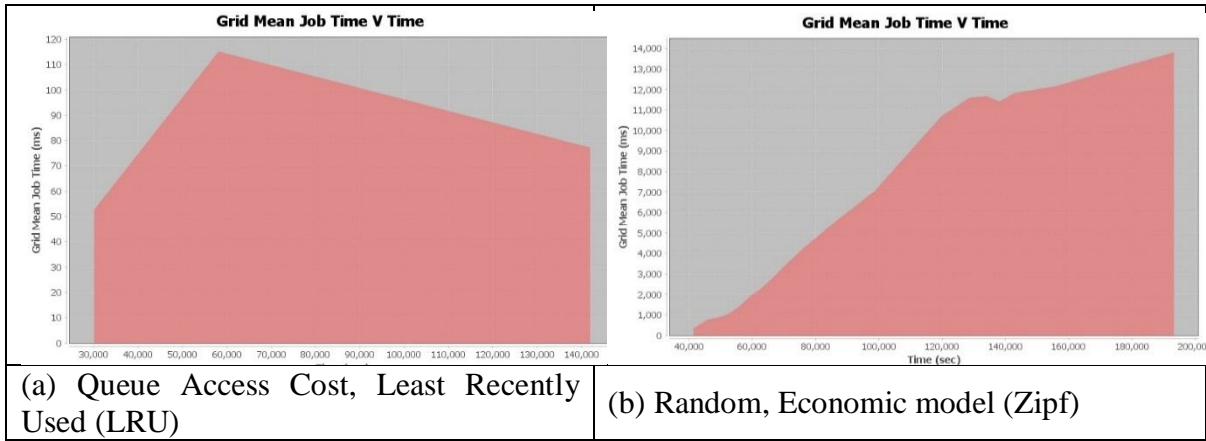 Grid Mean Job Time V Time
120
110
100
90
80
70
60
50
40
30
20
10
0
Grid Mean Job Time (ms)
30,000 40,000 50,000 60,000 70,000 80,000 90,000 100,000 110,000 120,000 130,000 140,000
(a) Queue Access Cost, Least Recently
Used (LRU)
Grid Mean Job Time V Time
14,000
13,000
12,000
11,000
10,000
9,000
8,000
7,000
6,000
5,000
4,000
3,000
2,000
1,000
0
Grid Mean Job Time (ms)
40,000 60,000 80,000 100,000 120,000 140,000 160,000 180,000 200,00
Time (sec)
(b) Random, Economic model (Zipf)